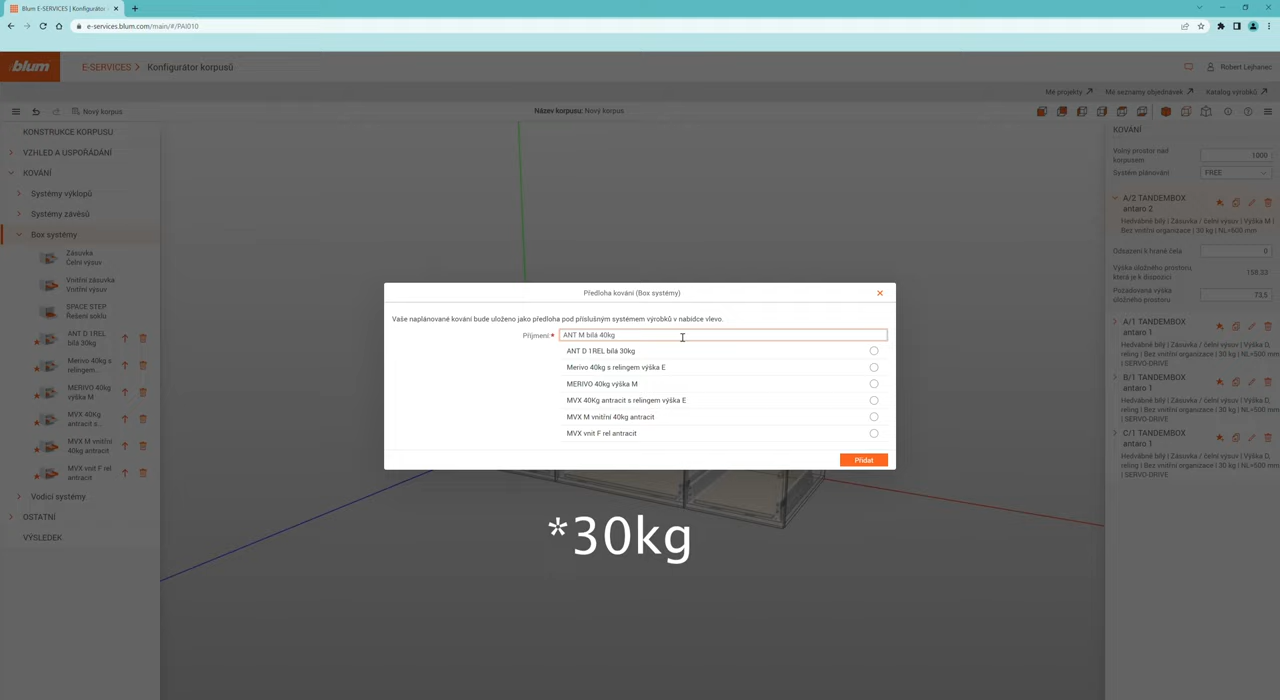 Blum E-SERVICES | Konfigurátor
e-services.blum.com/main/#/PAI010
blum
E-SERVICES
Konfigurátor korpusů
Robert Lejhanec
Mé projekty
Mé seznamy objednávek
Katalog výrobků
Nový korpus
Název korpusu: Nový korpus
KONSTRUKCE KORPUSU
VZHLED A USPOŘÁDÁNÍ
KOVÁNÍ
Systémy výklopů
Systémy závěsů
Box systémy
Zásuvka
Čelní výsuv
Vnitřní zásuvka
Vnitřní výsuv
SPACE STEP
Řešení soklu
ANT D 1REL
bílá 30kg
Merivo 40kg s
relingem...
MERIVO 40kg
výška M
MVX 40Kg
antracit s...
MVX M vnitřní
40kg antracit
MVX vnit F rel
antracit
Vodicí systémy
OSTATNÍ
VÝSLEDEK
Předloha kování (Box systémy)
Vaše naplánované kování bude uloženo jako předloha pod příslušným systémem výrobků v nabídce vlevo.
Příjmení *
ANT M bílá 40kg
ANT D 1REL bílá 30kg
Merivo 40kg s relingem výška E
MERIVO 40kg výška M
MVX 40Kg antracit s relingem výška E
MVX M vnitřní 40kg antracit
MVX vnit F rel antracit
Přidat
*30kg
KOVÁNÍ
Volný prostor nad
korpusem
1000
Systém plánování
FREE
A/2 TANDEMBOX
antaro 2
Hedvábně bílý | Zásuvka / čelní výsuv | Výška M |
Bez vnitřní organizace | 30 kg | NL=500 mm
Odsazení k hraně čela
0
Výška úložného prostoru,
která je k dispozici
158,33
Požadovaná výška
úložného prostoru
73,5
A/1 TANDEMBOX
antaro 1
Hedvábně bílý | Zásuvka / čelní výsuv | Výška D,
reling | Bez vnitřní organizace | 30 kg | NL=500 mm
| SERVO-DRIVE
B/1 TANDEMBOX
antaro 1
Hedvábně bílý | Zásuvka / čelní výsuv | Výška D,
reling | Bez vnitřní organizace | 30 kg | NL=500 mm
| SERVO-DRIVE
C/1 TANDEMBOX
antaro 1
Hedvábně bílý | Zásuvka / čelní výsuv | Výška D,
reling | Bez vnitřní organizace | 30 kg | NL=500 mm
| SERVO-DRIVE